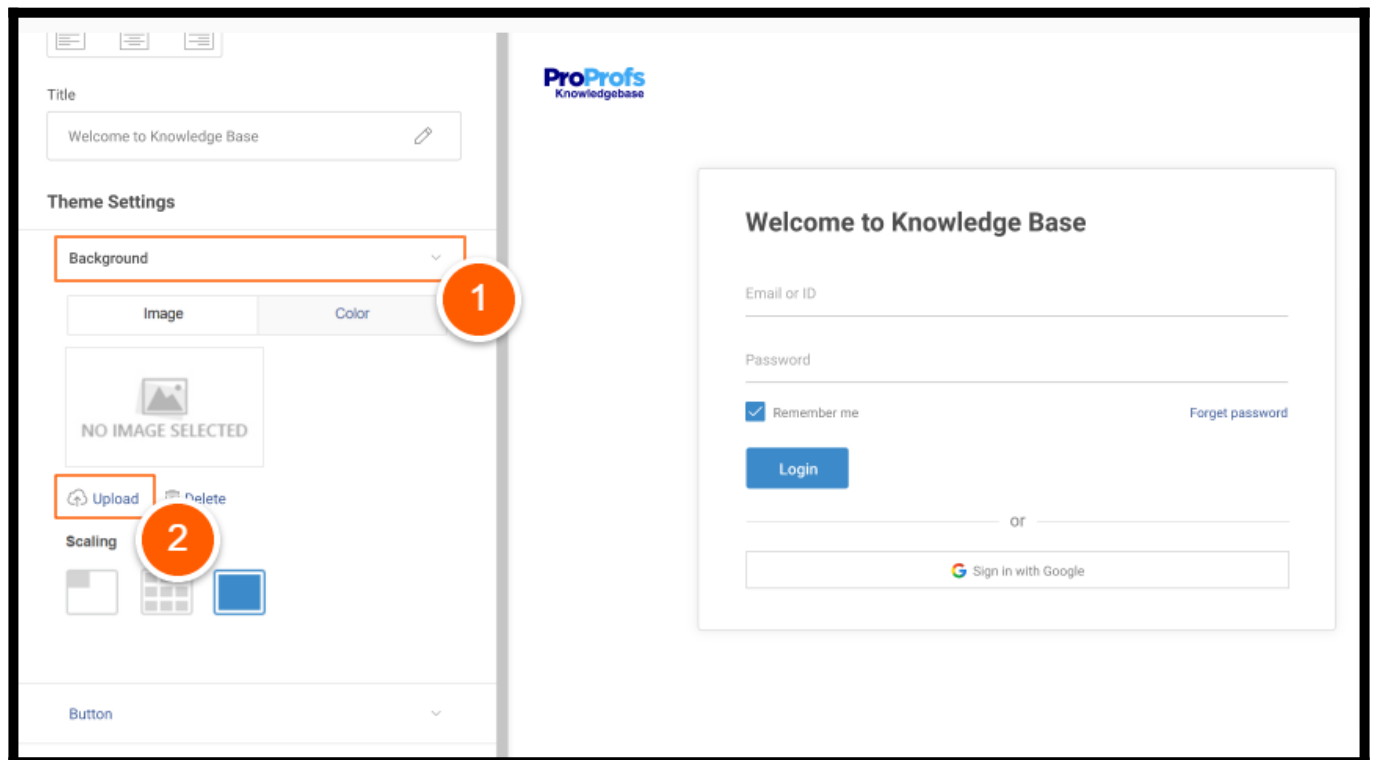 Title
Welcome to Knowledge Base
Theme Settings
Background
1
Image
Color
NO IMAGE SELECTED
Upload
Delete
2
Scaling
Button
ProProfs
Knowledgebase
Welcome to Knowledge Base
Email or ID
Password
Remember me
Forget password
Login
or
Sign in with Google